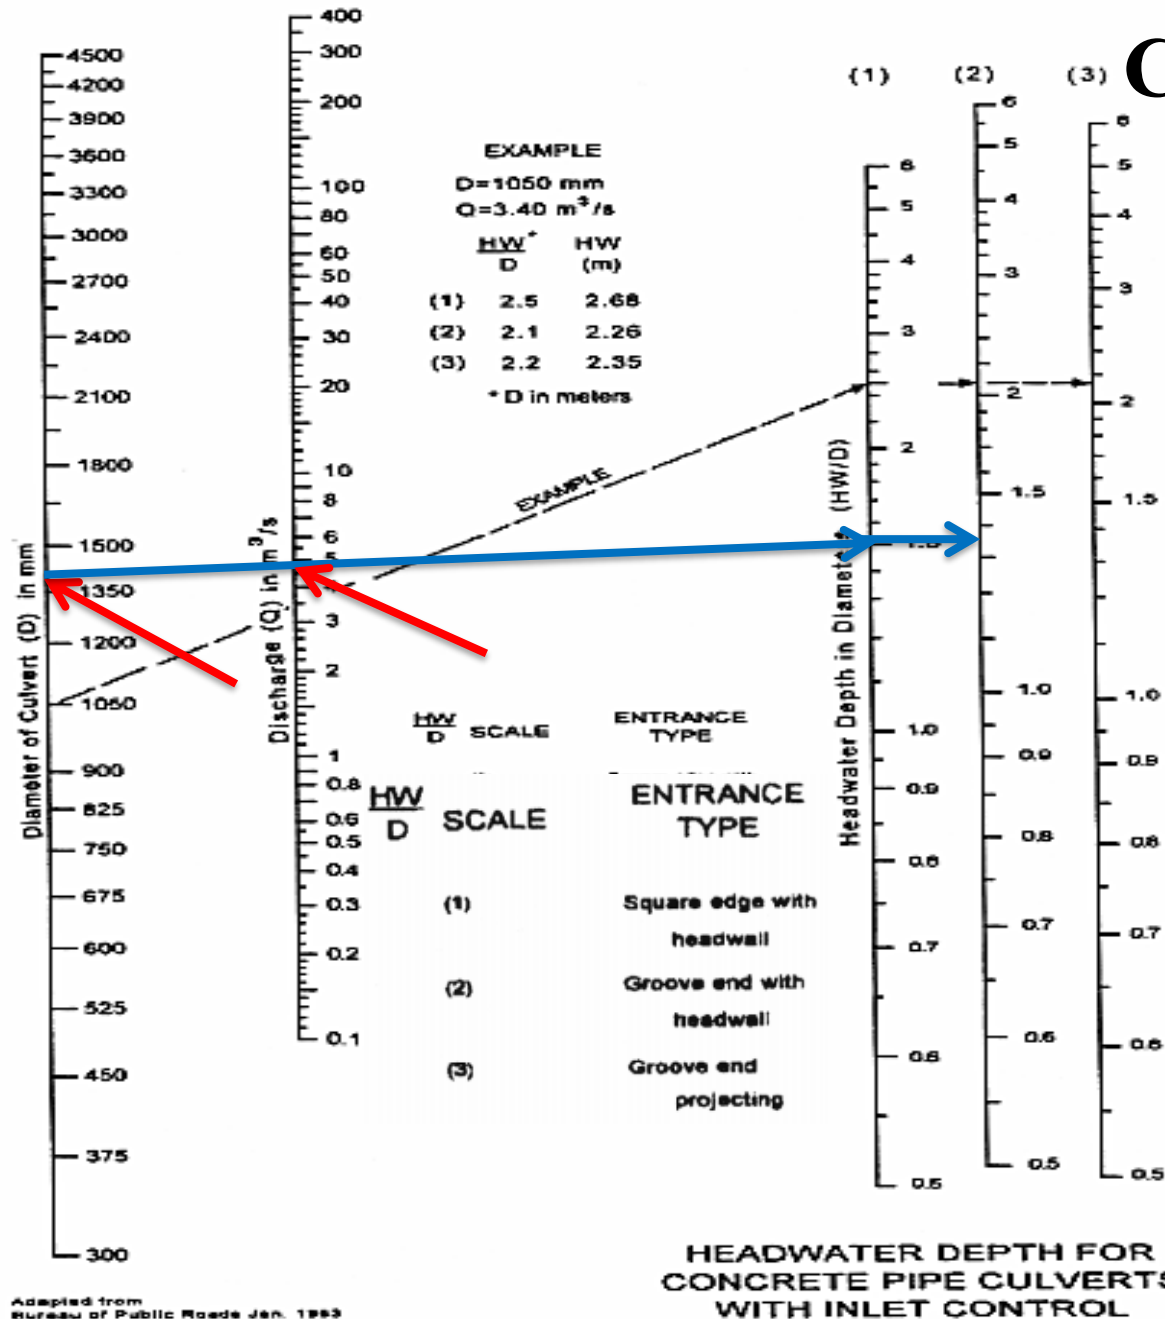 C
(1) (2) (3)
4500
4200
3900
3600
3300
3000
2700
2400
2100
1800
1500
1350
1200
1050
900
825
750
675
600
525
450
375
300
Diameter of Culvert (D) in mm
400
300
200
100
80
60
50
40
30
20
10
8
6
5
3
2
1
0.8
0.6
0.5
0.4
0.3
0.2
0.1
Discharge (Q) in m³/s
EXAMPLE
D=1050 mm
Q=3.40 m³/s
HW* HW
D (m)
(1) 2.5 2.68
(2) 2.1 2.26
(3) 2.2 2.35
* D in meters
EXAMPLE
HW SCALE ENTRANCE
D TYPE
HW SCALE ENTRANCE
D TYPE
(1) Square edge with
headwall
(2) Groove end with
headwall
(3) Groove end
projecting
Headwater Depth in Diameter (HW/D)
6
5
4
3
2
1.0
0.9
0.8
0.7
0.6
0.5
6
5
4
3
2
1.5
1.0
0.9
0.8
0.7
0.6
0.5
6
5
4
3
2
1.5
1.0
0.9
0.8
0.7
0.6
0.5
HEADWATER DEPTH FOR
CONCRETE PIPE CULVERTS
WITH INLET CONTROL
Adapted from
Bureau of Public Roads Jan. 1963